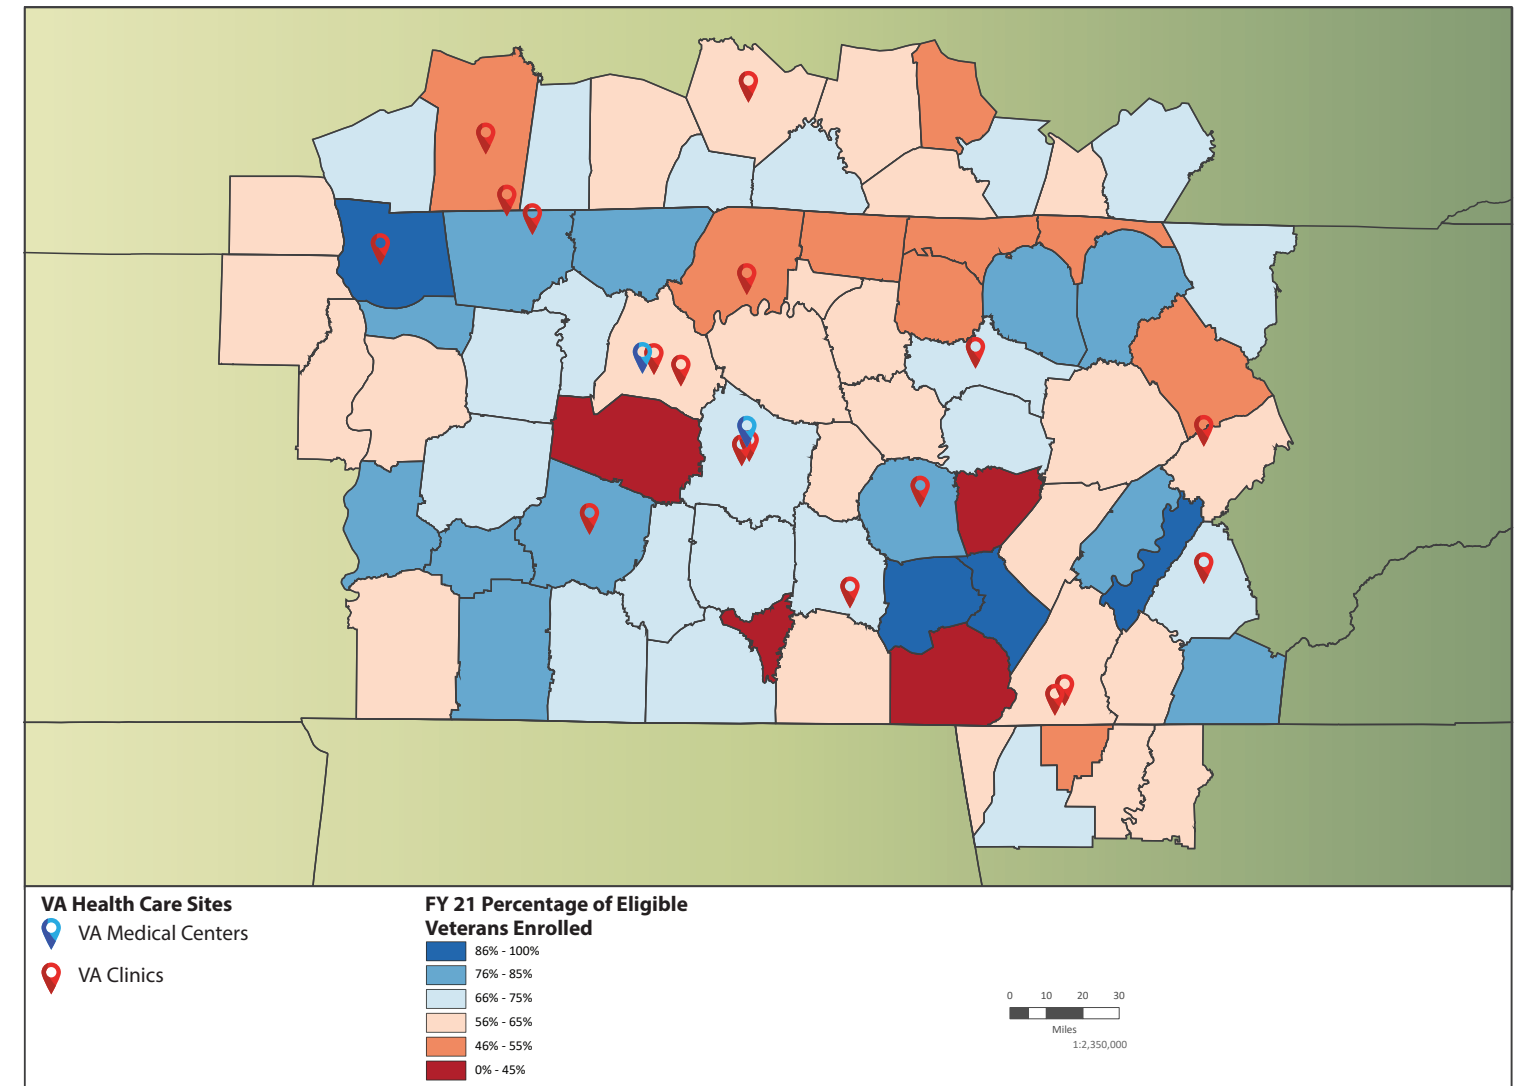 VA Health Care Sites
VA Medical Centers
VA Clinics
FY 21 Percentage of Eligible
Veterans Enrolled
86% - 100%
76% - 85%
66% - 75%
56% - 65%
46% - 55%
0% - 45%
0 10 20 30
Miles
1:2,350,000